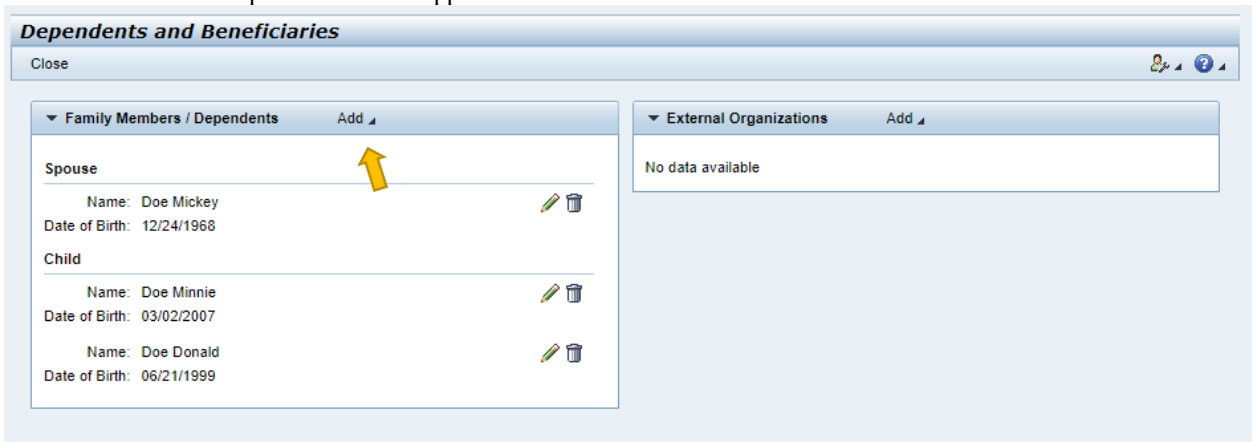 Dependents and Beneficiaries
Close
Family Members / Dependents Add
Spouse
Name: Doe Mickey
Date of Birth: 12/24/1968
Child
Name: Doe Minnie
Date of Birth: 03/02/2007
Name: Doe Donald
Date of Birth: 06/21/1999
External Organizations Add
No data available